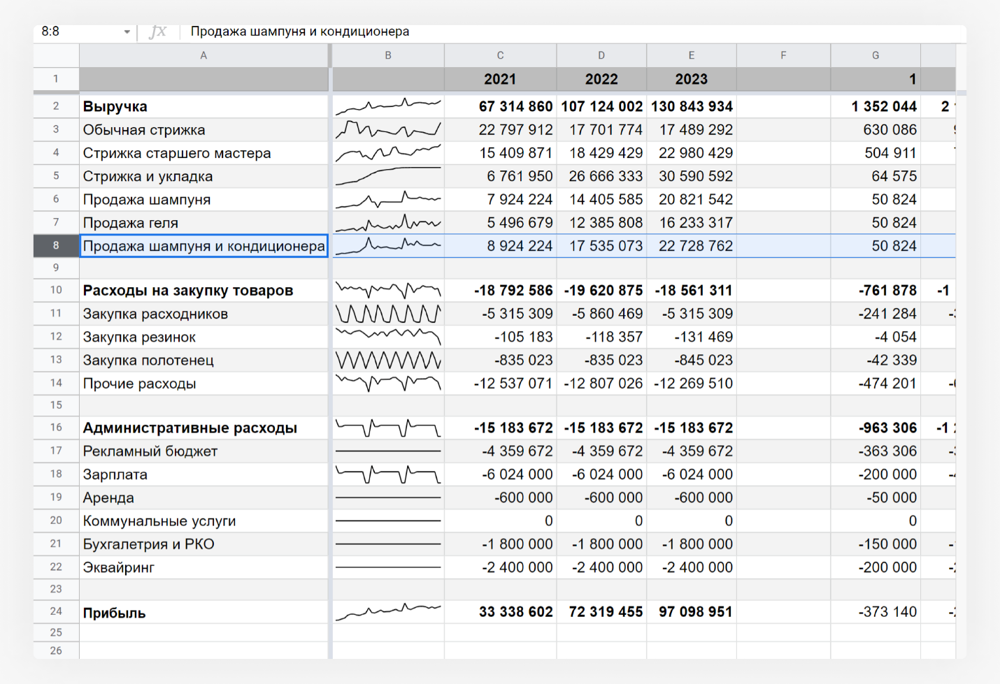 8:8 fx Продажа шампуня и кондиционера
A B C D E F G
1 2021 2022 2023 1
2 Выручка 67 314 860 107 124 002 130 843 934 1 352 044 2
3 Обычная стрижка 22 797 912 17 701 774 17 489 292 630 086
4 Стрижка старшего мастера 15 409 871 18 429 429 22 980 429 504 911
5 Стрижка и укладка 6 761 950 26 666 333 30 590 592 64 575
6 Продажа шампуня 7 924 224 14 405 585 20 821 542 50 824
7 Продажа геля 5 496 679 12 385 808 16 233 317 50 824
8 Продажа шампуня и кондиционера 8 924 224 17 535 073 22 728 762 50 824
9
10 Расходы на закупку товаров -18 792 586 -19 620 875 -18 561 311 -761 878 -1
11 Закупка расходников -5 315 309 -5 860 469 -5 315 309 -241 284
12 Закупка резинок -105 183 -118 357 -131 469 -4 054
13 Закупка полотенец -835 023 -835 023 -845 023 -42 339
14 Прочие расходы -12 537 071 -12 807 026 -12 269 510 -474 201
15
16 Административные расходы -15 183 672 -15 183 672 -15 183 672 -963 306 -1
17 Рекламный бюджет -4 359 672 -4 359 672 -4 359 672 -363 306
18 Зарплата -6 024 000 -6 024 000 -6 024 000 -200 000
19 Аренда -600 000 -600 000 -600 000 -50 000
20 Коммунальные услуги 0 0 0 0
21 Бухгалетрия и РКО -1 800 000 -1 800 000 -1 800 000 -150 000
22 Эквайринг -2 400 000 -2 400 000 -2 400 000 -200 000
23
24 Прибыль 33 338 602 72 319 455 97 098 951 -373 140
25
26